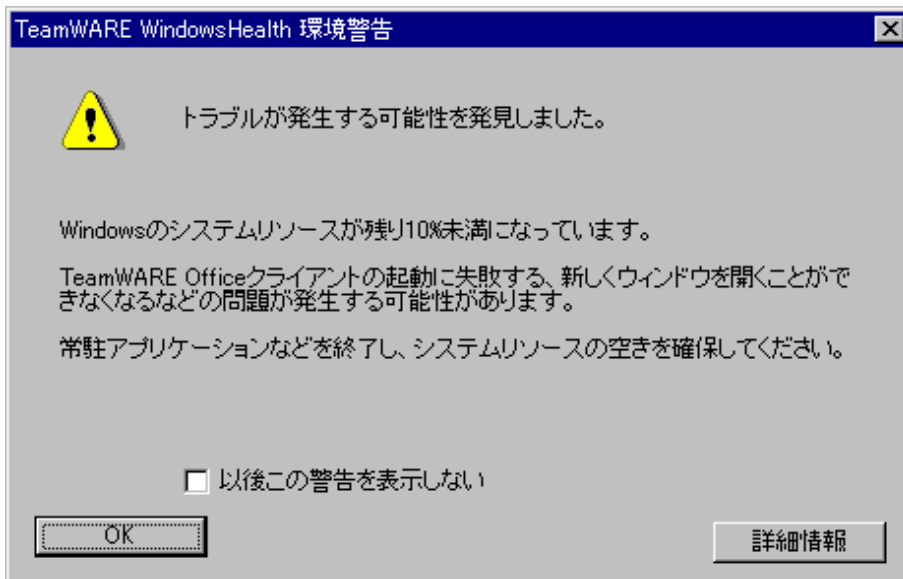 TeamWARE WindowsHealth 環境警告
トラブルが発生する可能性を発見しました。
Windowsのシステムリソースが残り10%未満になっています。
TeamWARE Officeクライアントの起動に失敗する、新しくウィンドウを開くことがで
きなくなるなどの問題が発生する可能性があります。
常駐アプリケーションなどを終了し、システムリソースの空きを確保してください。
以後この警告を表示しない
OK
詳細情報